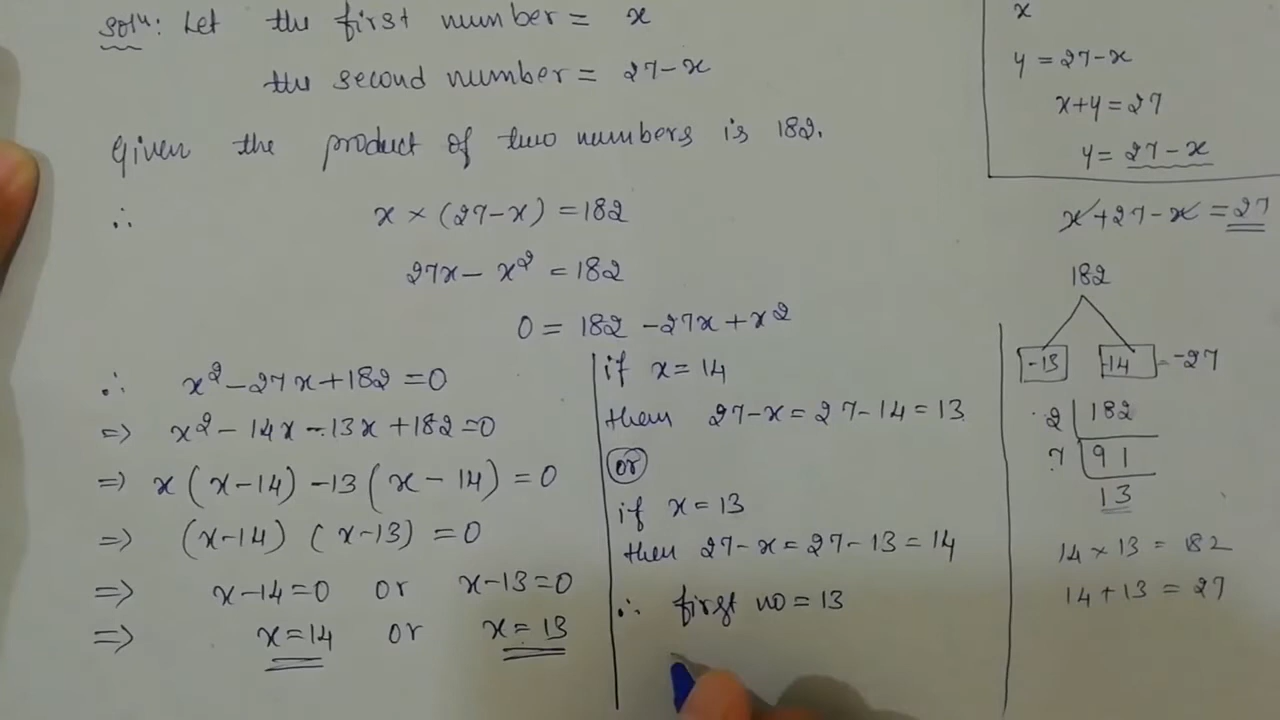 Solu: Let the first number = x
the second number = 27-x
Given the product of two numbers is 182.
∴ x × (27-x) = 182
27x - x² = 182
0 = 182 - 27x + x²
∴ x² - 27x + 182 = 0
=> x² - 14x - 13x + 182 = 0
=> x (x-14) - 13 (x-14) = 0
=> (x-14) (x-13) = 0
=> x-14=0 or x-13=0
=> x=14 or x=13
if x=14
then 27-x = 27-14 = 13
or
if x=13
then 27-x = 27-13 = 14
∴ first no = 13
x
y = 27-x
x+y = 27
y = 27-x
x+27-x = 27
182
-13 -14 = -27
2 182
7 91
13
14 × 13 = 182
14 + 13 = 27